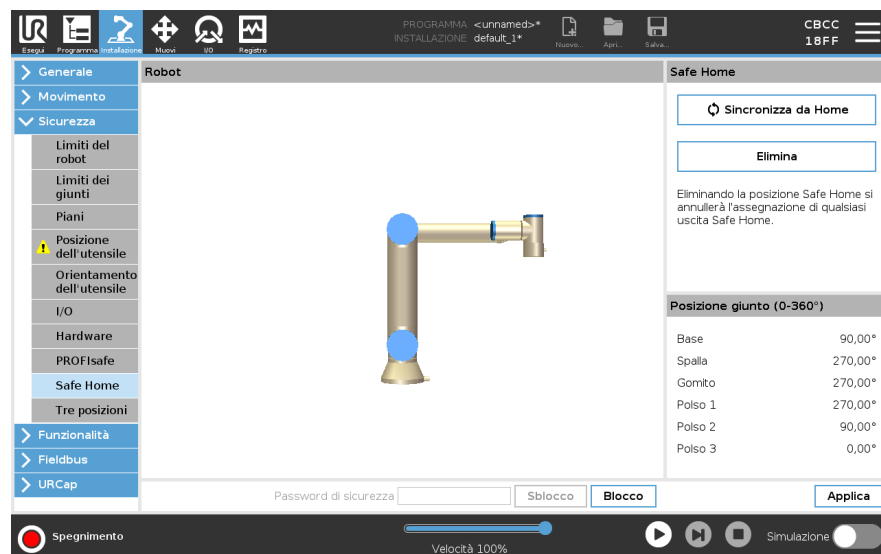 PROGRAMMA <unnamed>*
INSTALLAZIONE default_1*
CBCC
18FF
Esegui Programma Installazione Muovi I/O Registro Nuovo... Apri... Salva...
Generale
Movimento
Sicurezza
Limiti del
robot
Limiti dei
giunti
Piani
Posizione
dell'utensile
Orientamento
dell'utensile
I/O
Hardware
PROFIsafe
Safe Home
Tre posizioni
Funzionalità
Fieldbus
URCap
Robot
Safe Home
Sincronizza da Home
Elimina
Eliminando la posizione Safe Home si
annullerà l'assegnazione di qualsiasi
uscita Safe Home.
Posizione giunto (0-360°)
Base 90,00°
Spalla 270,00°
Gomito 270,00°
Polso 1 270,00°
Polso 2 90,00°
Polso 3 0,00°
Password di sicurezza Sblocco Blocco Applica
Spegnimento
Velocità 100%
Simulazione